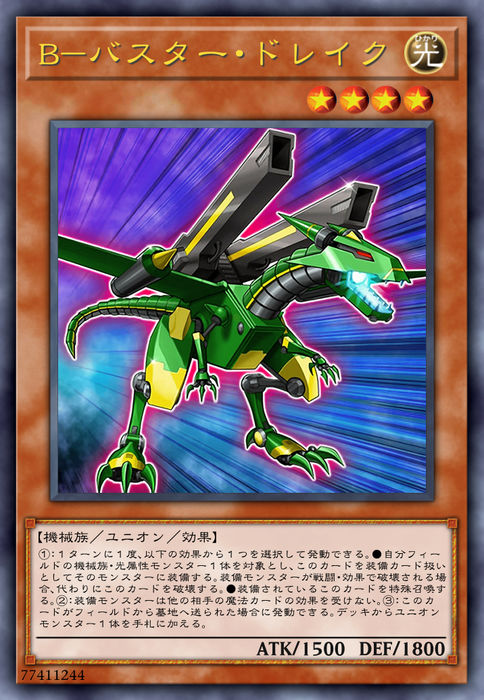 B－バスター・ドレイク
光
ひかり
【機械族／ユニオン／効果】
①：１ターンに１度、以下の効果から１つを選択して発動できる。●自分フィー
ルドの機械族・光属性モンスター１体を対象とし、このカードを装備カード扱い
としてそのモンスターに装備する。装備モンスターが戦闘・効果で破壊される場
合、代わりにこのカードを破壊する。●装備されているこのカードを特殊召喚す
る。②：装備モンスターは他の相手の魔法カードの効果を受けない。③：このカ
ードがフィールドから墓地へ送られた場合に発動できる。デッキからユニオン
モンスター１体を手札に加える。
ATK/1500 DEF/1800
77411244